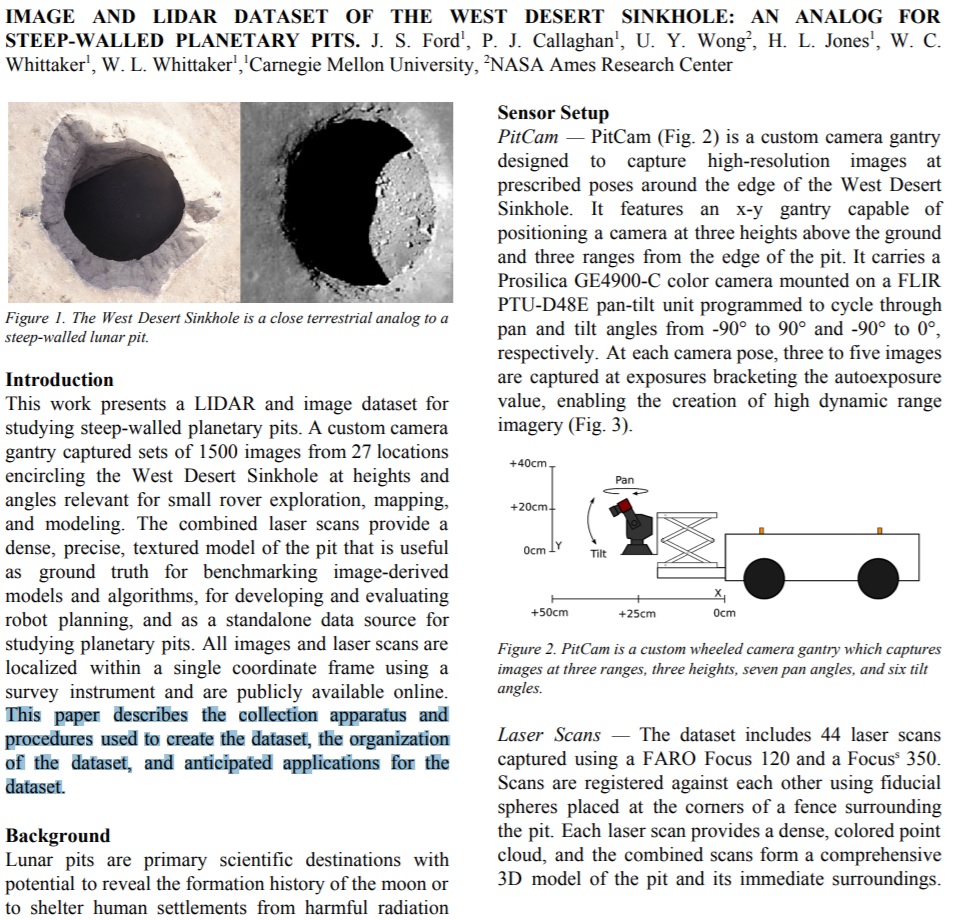 IMAGE AND LIDAR DATASET OF THE WEST DESERT SINKHOLE: AN ANALOG FOR
STEEP-WALLED PLANETARY PITS. J. S. Ford¹, P. J. Callaghan¹, U. Y. Wong², H. L. Jones¹, W. C.
Whittaker¹, W. L. Whittaker¹,¹Carnegie Mellon University, ²NASA Ames Research Center
Figure 1. The West Desert Sinkhole is a close terrestrial analog to a
steep-walled lunar pit.
Introduction
This work presents a LIDAR and image dataset for
studying steep-walled planetary pits. A custom camera
gantry captured sets of 1500 images from 27 locations
encircling the West Desert Sinkhole at heights and
angles relevant for small rover exploration, mapping,
and modeling. The combined laser scans provide a
dense, precise, textured model of the pit that is useful
as ground truth for benchmarking image-derived
models and algorithms, for developing and evaluating
robot planning, and as a standalone data source for
studying planetary pits. All images and laser scans are
localized within a single coordinate frame using a
survey instrument and are publicly available online.
This paper describes the collection apparatus and
procedures used to create the dataset, the organization
of the dataset, and anticipated applications for the
dataset.
Background
Lunar pits are primary scientific destinations with
potential to reveal the formation history of the moon or
to shelter human settlements from harmful radiation
Sensor Setup
PitCam — PitCam (Fig. 2) is a custom camera gantry
designed to capture high-resolution images at
prescribed poses around the edge of the West Desert
Sinkhole. It features an x-y gantry capable of
positioning a camera at three heights above the ground
and three ranges from the edge of the pit. It carries a
Prosilica GE4900-C color camera mounted on a FLIR
PTU-D48E pan-tilt unit programmed to cycle through
pan and tilt angles from -90° to 90° and -90° to 0°,
respectively. At each camera pose, three to five images
are captured at exposures bracketing the autoexposure
value, enabling the creation of high dynamic range
imagery (Fig. 3).
+40cm
Pan
+20cm
0cm
Y
Tilt
X
+50cm
+25cm
0cm
Figure 2. PitCam is a custom wheeled camera gantry which captures
images at three ranges, three heights, seven pan angles, and six tilt
angles.
Laser Scans — The dataset includes 44 laser scans
captured using a FARO Focus 120 and a Focusˢ 350.
Scans are registered against each other using fiducial
spheres placed at the corners of a fence surrounding
the pit. Each laser scan provides a dense, colored point
cloud, and the combined scans form a comprehensive
3D model of the pit and its immediate surroundings.